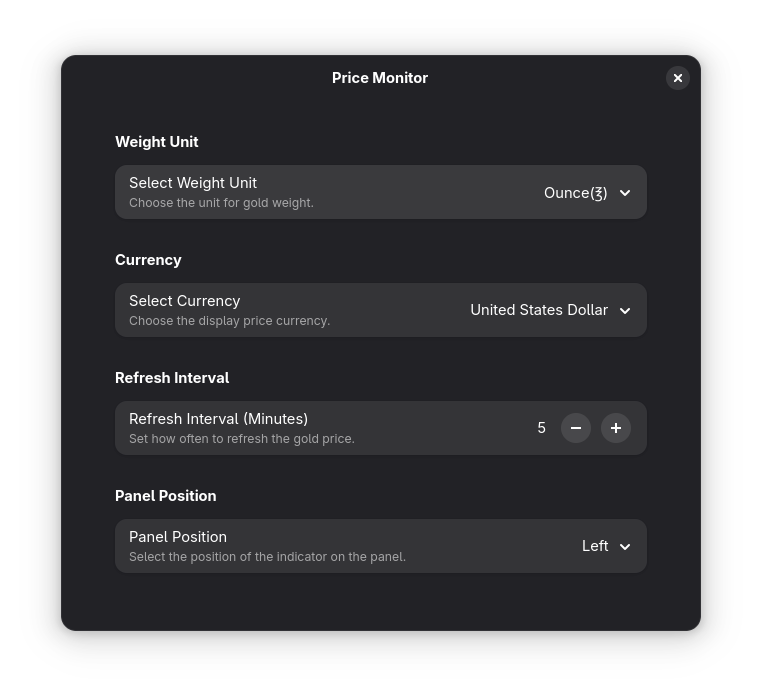 Price Monitor
Weight Unit
Select Weight Unit
Choose the unit for gold weight.
Ounce(℥)
Currency
Select Currency
Choose the display price currency.
United States Dollar
Refresh Interval
Refresh Interval (Minutes)
Set how often to refresh the gold price.
5
Panel Position
Panel Position
Select the position of the indicator on the panel.
Left